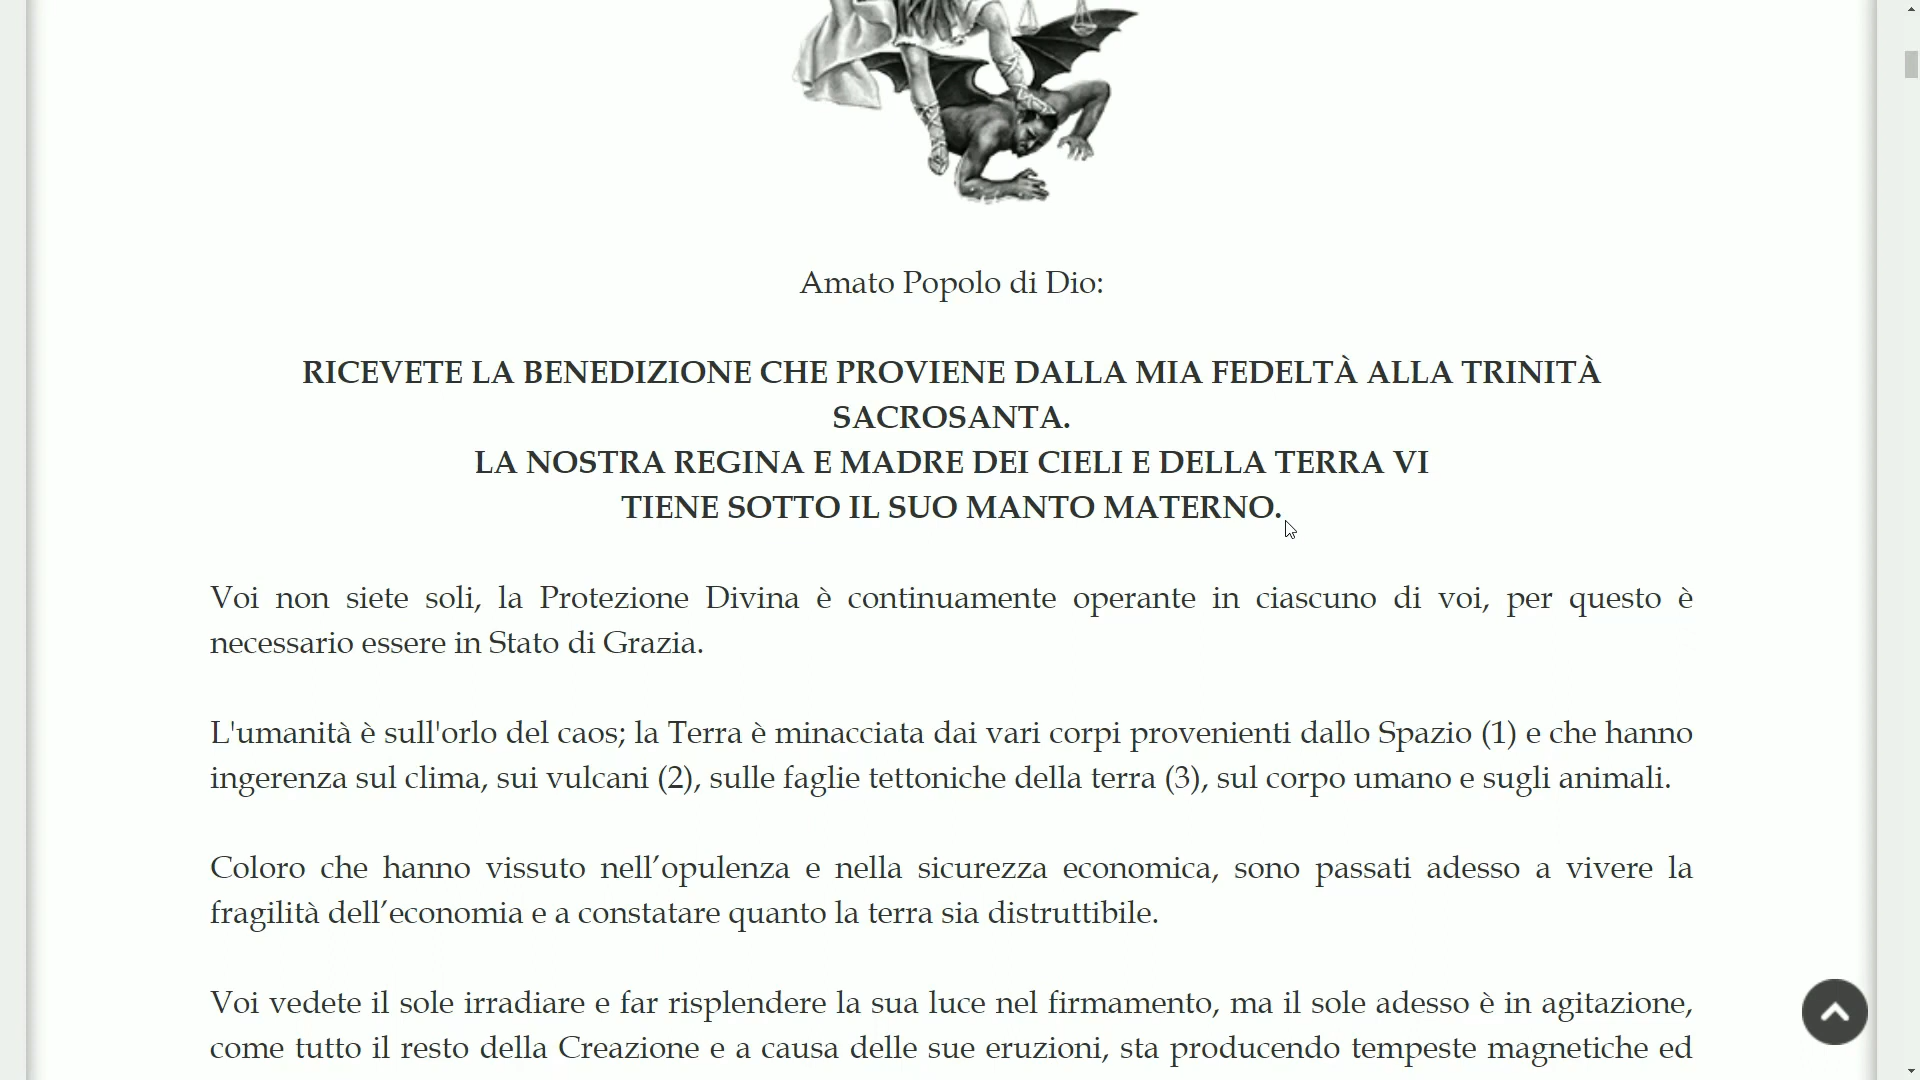 Amato Popolo di Dio:
RICEVETE LA BENEDIZIONE CHE PROVIENE DALLA MIA FEDELTÀ ALLA TRINITÀ
SACROSANTA.
LA NOSTRA REGINA E MADRE DEI CIELI E DELLA TERRA VI
TIENE SOTTO IL SUO MANTO MATERNO.
Voi non siete soli, la Protezione Divina è continuamente operante in ciascuno di voi, per questo è
necessario essere in Stato di Grazia.
L'umanità è sull'orlo del caos; la Terra è minacciata dai vari corpi provenienti dallo Spazio (1) e che hanno
ingerenza sul clima, sui vulcani (2), sulle faglie tettoniche della terra (3), sul corpo umano e sugli animali.
Coloro che hanno vissuto nell’opulenza e nella sicurezza economica, sono passati adesso a vivere la
fragilità dell’economia e a constatare quanto la terra sia distruttibile.
Voi vedete il sole irradiare e far risplendere la sua luce nel firmamento, ma il sole adesso è in agitazione,
come tutto il resto della Creazione e a causa delle sue eruzioni, sta producendo tempeste magnetiche ed